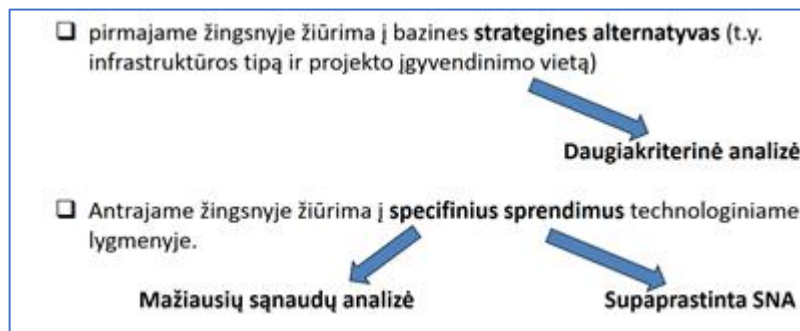 ❑ pirmajame žingsnyje žiūrima į bazines strategines alternatyvas (t.y.
infrastruktūros tipą ir projekto įgyvendinimo vietą)
Daugiakriterinė analizė
❑ Antrajame žingsnyje žiūrima į specifinius sprendimus technologiniame
lygmenyje.
Mažiausių sąnaudų analizė Supaprastinta SNA